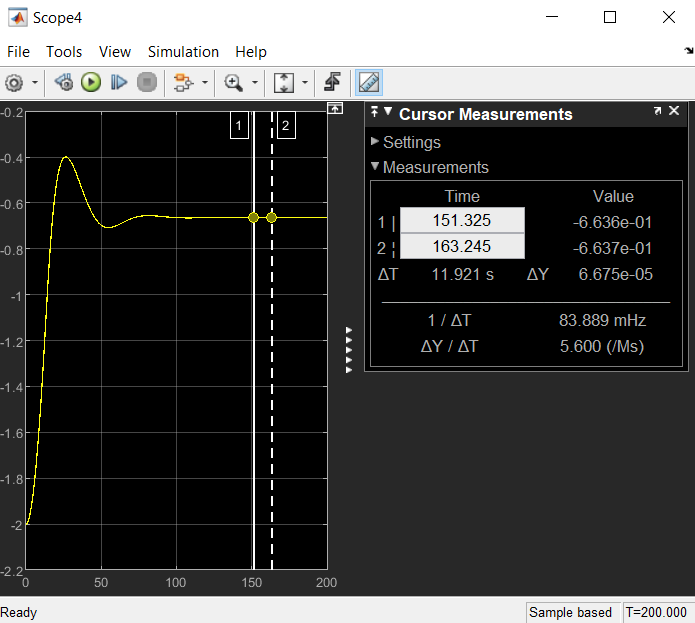 Scope4
File Tools View Simulation Help
Cursor Measurements
Settings
Measurements
Time Value
1 | 151.325 -6.636e-01
2 ¦ 163.245 -6.637e-01
ΔT 11.921 s ΔY 6.675e-05
1 / ΔT 83.889 mHz
ΔY / ΔT 5.600 (/Ms)
1 2
-0.2
-0.4
-0.6
-0.8
-1
-1.2
-1.4
-1.6
-1.8
-2
-2.2
0 50 100 150 200
Ready Sample based T=200.000